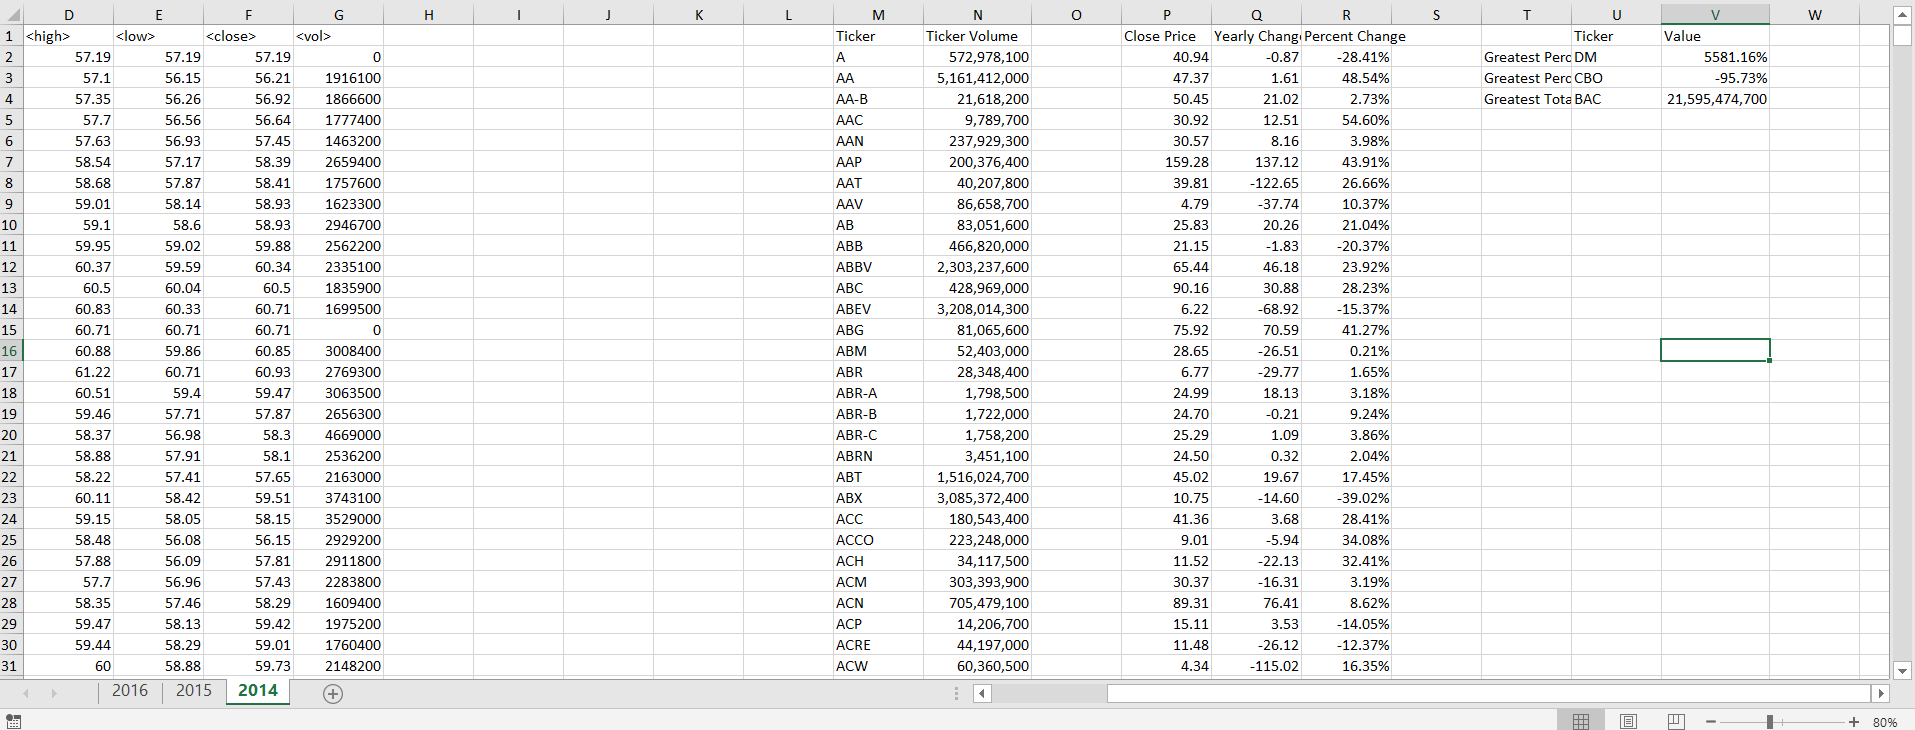 D E F G H I J K L M N O P Q R S T U V W
1 <high> <low> <close> <vol> Ticker Ticker Volume Close Price Yearly Chang Percent Change Ticker Value
2 57.19 57.19 57.19 0 A 572,978,100 40.94 -0.87 -28.41% Greatest Perc DM 5581.16%
3 57.1 56.15 56.21 1916100 AA 5,161,412,000 47.37 1.61 48.54% Greatest Perc CBO -95.73%
4 57.35 56.26 56.92 1866600 AA-B 21,618,200 50.45 21.02 2.73% Greatest Tota BAC 21,595,474,700
5 57.7 56.56 56.64 1777400 AAC 9,789,700 30.92 12.51 54.60%
6 57.63 56.93 57.45 1463200 AAN 237,929,300 30.57 8.16 3.98%
7 58.54 57.17 58.39 2659400 AAP 200,376,400 159.28 137.12 43.91%
8 58.68 57.87 58.41 1757600 AAT 40,207,800 39.81 -122.65 26.66%
9 59.01 58.14 58.93 1623300 AAV 86,658,700 4.79 -37.74 10.37%
10 59.1 58.6 58.93 2946700 AB 83,051,600 25.83 20.26 21.04%
11 59.95 59.02 59.88 2562200 ABB 466,820,000 21.15 -1.83 -20.37%
12 60.37 59.59 60.34 2335100 ABBV 2,303,237,600 65.44 46.18 23.92%
13 60.5 60.04 60.5 1835900 ABC 428,969,000 90.16 30.88 28.23%
14 60.83 60.33 60.71 1699500 ABEV 3,208,014,300 6.22 -68.92 -15.37%
15 60.71 60.71 60.71 0 ABG 81,065,600 75.92 70.59 41.27%
16 60.88 59.86 60.85 3008400 ABM 52,403,000 28.65 -26.51 0.21%
17 61.22 60.71 60.93 2769300 ABR 28,348,400 6.77 -29.77 1.65%
18 60.51 59.4 59.47 3063500 ABR-A 1,798,500 24.99 18.13 3.18%
19 59.46 57.71 57.87 2656300 ABR-B 1,722,000 24.70 -0.21 9.24%
20 58.37 56.98 58.3 4669000 ABR-C 1,758,200 25.29 1.09 3.86%
21 58.88 57.91 58.1 2536200 ABRN 3,451,100 24.50 0.32 2.04%
22 58.22 57.41 57.65 2163000 ABT 1,516,024,700 45.02 19.67 17.45%
23 60.11 58.42 59.51 3743100 ABX 3,085,372,400 10.75 -14.60 -39.02%
24 59.15 58.05 58.15 3529000 ACC 180,543,400 41.36 3.68 28.41%
25 58.48 56.08 56.15 2929200 ACCO 223,248,000 9.01 -5.94 34.08%
26 57.88 56.09 57.81 2911800 ACH 34,117,500 11.52 -22.13 32.41%
27 57.7 56.96 57.43 2283800 ACM 303,393,900 30.37 -16.31 3.19%
28 58.35 57.46 58.29 1609400 ACN 705,479,100 89.31 76.41 8.62%
29 59.47 58.13 59.42 1975200 ACP 14,206,700 15.11 3.53 -14.05%
30 59.44 58.29 59.01 1760400 ACRE 44,197,000 11.48 -26.12 -12.37%
31 60 58.88 59.73 2148200 ACW 60,360,500 4.34 -115.02 16.35%
2016 2015 2014
80%